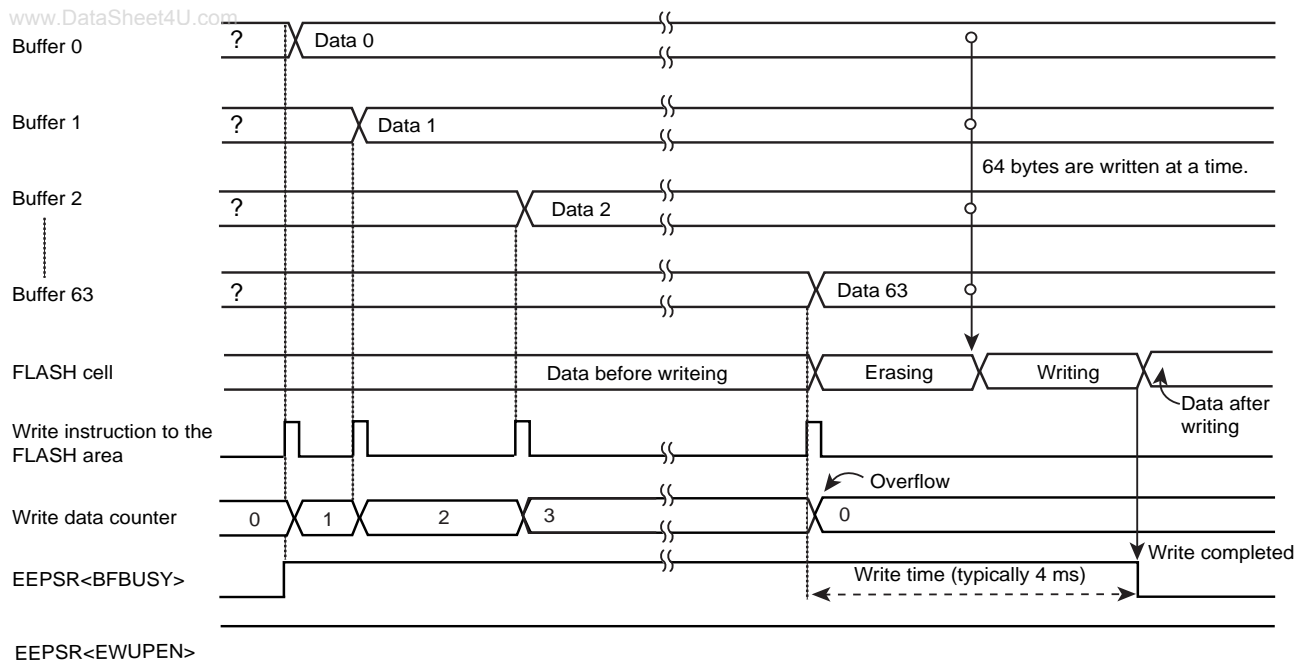 www.DataSheet4U.com
Buffer 0
? Data 0
Buffer 1
? Data 1
64 bytes are written at a time.
Buffer 2
? Data 2
Buffer 63
? Data 63
FLASH cell
Data before writeing Erasing Writing
Data after
writing
Write instruction to the
FLASH area
Overflow
Write data counter
0 1 2 3 0
Write completed
EEPSR<BFBUSY>
Write time (typically 4 ms)
EEPSR<EWUPEN>